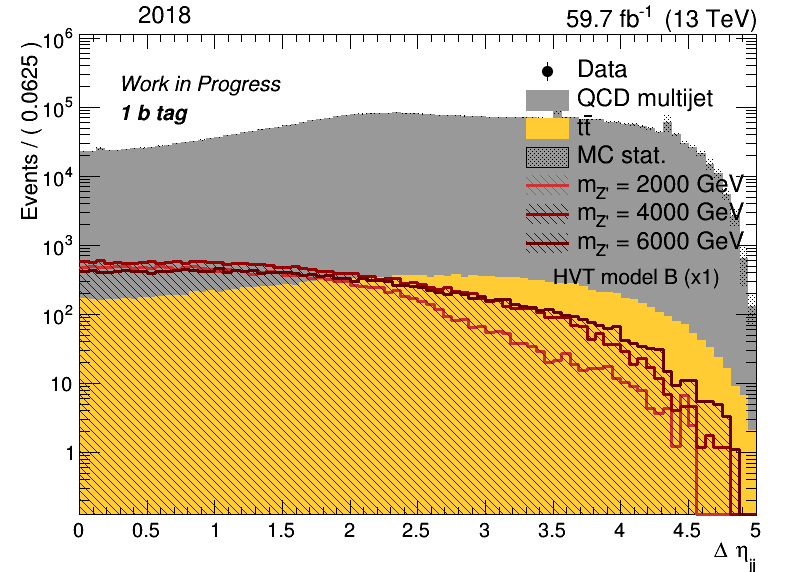 2018 59.7 fb⁻¹ (13 TeV)
Events / ( 0.0625 )
10⁶
10⁵
10⁴
10³
10²
10
1
Work in Progress
1 b tag
Data
QCD multijet
tt̄
MC stat.
m_Z' = 2000 GeV
m_Z' = 4000 GeV
m_Z' = 6000 GeV
HVT model B (x1)
0 0.5 1 1.5 2 2.5 3 3.5 4 4.5 5
Δ η_jj